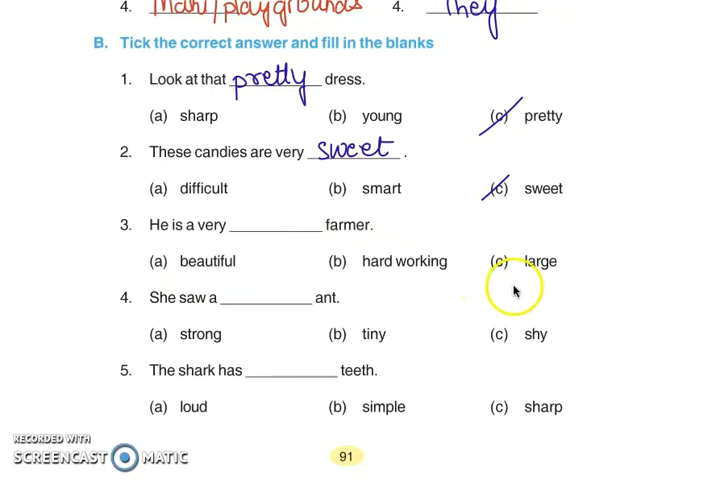 4. Mahi/playgrounds 4. They
B. Tick the correct answer and fill in the blanks
1. Look at that pretty dress.
(a) sharp (b) young (c) pretty
2. These candies are very sweet.
(a) difficult (b) smart (c) sweet
3. He is a very ____________ farmer.
(a) beautiful (b) hard working (c) large
4. She saw a ____________ ant.
(a) strong (b) tiny (c) shy
5. The shark has ____________ teeth.
(a) loud (b) simple (c) sharp
RECORDED WITH
SCREENCAST MATIC
91